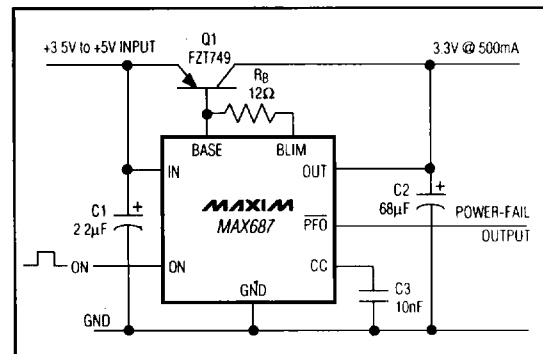 Q1
FZT749
+3 5V to +5V INPUT
3.3V @ 500mA
RB
12Ω
BASE
BLIM
IN
OUT
C1
2 2µF
+
MAXIM
MAX687
C2
68µF
+
PFO
POWER-FAIL
OUTPUT
ON
ON
CC
GND
C3
10nF
GND